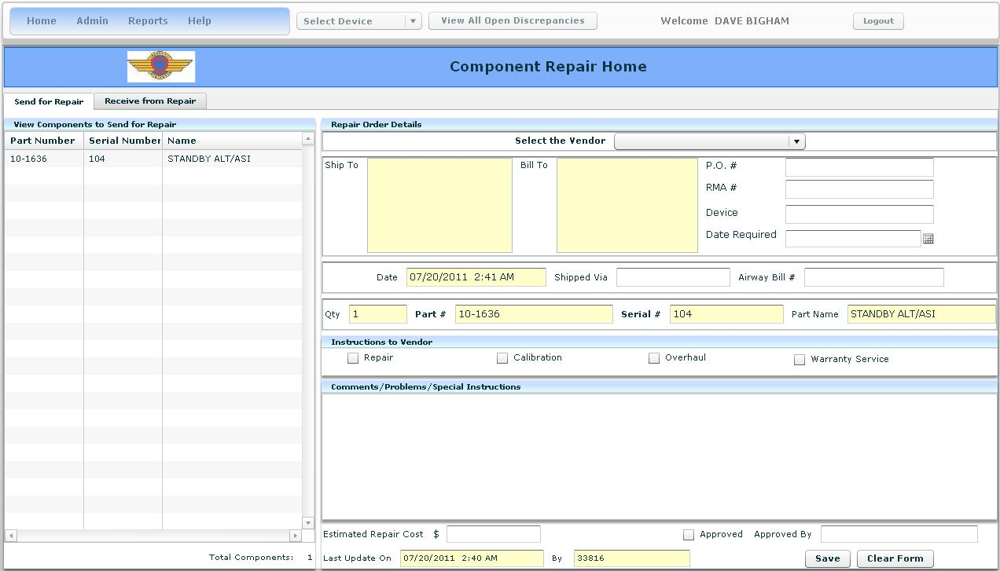 Home Admin Reports Help Select Device View All Open Discrepancies Welcome DAVE BIGHAM Logout
Component Repair Home
Send for Repair Receive from Repair
View Components to Send for Repair
Part Number Serial Number Name
10-1636 104 STANDBY ALT/ASI
Total Components: 1
Repair Order Details
Select the Vendor
Ship To Bill To P.O. #
RMA #
Device
Date Required
Date 07/20/2011 2:41 AM Shipped Via Airway Bill #
Qty 1 Part # 10-1636 Serial # 104 Part Name STANDBY ALT/ASI
Instructions to Vendor
Repair Calibration Overhaul Warranty Service
Comments/Problems/Special Instructions
Estimated Repair Cost $ Approved Approved By
Last Update On 07/20/2011 2:40 AM By 33816 Save Clear Form